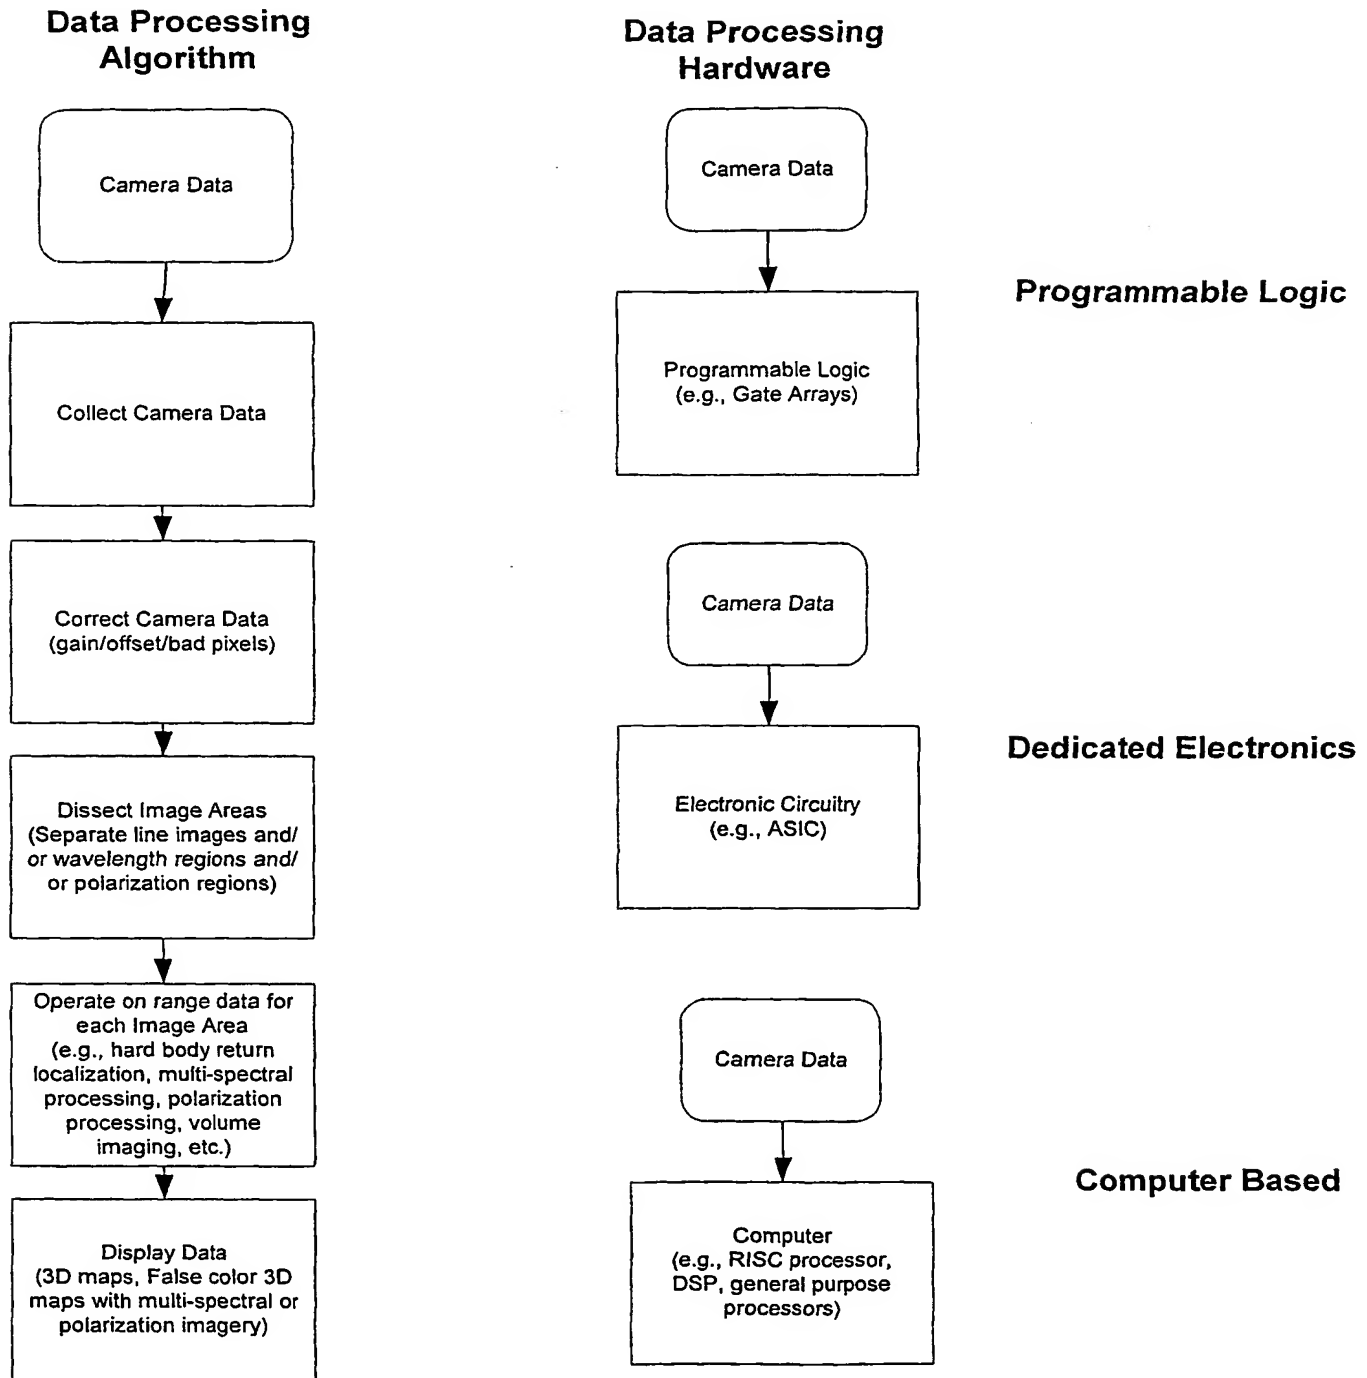 Data Processing
Algorithm
Camera Data
Collect Camera Data
Correct Camera Data
(gain/offset/bad pixels)
Dissect Image Areas
(Separate line images and/
or wavelength regions and/
or polarization regions)
Operate on range data for
each Image Area
(e.g., hard body return
localization, multi-spectral
processing, polarization
processing, volume
imaging, etc.)
Display Data
(3D maps, False color 3D
maps with multi-spectral or
polarization imagery)
Data Processing
Hardware
Camera Data
Programmable Logic
(e.g., Gate Arrays)
Programmable Logic
Camera Data
Electronic Circuitry
(e.g., ASIC)
Dedicated Electronics
Camera Data
Computer
(e.g., RISC processor,
DSP, general purpose
processors)
Computer Based